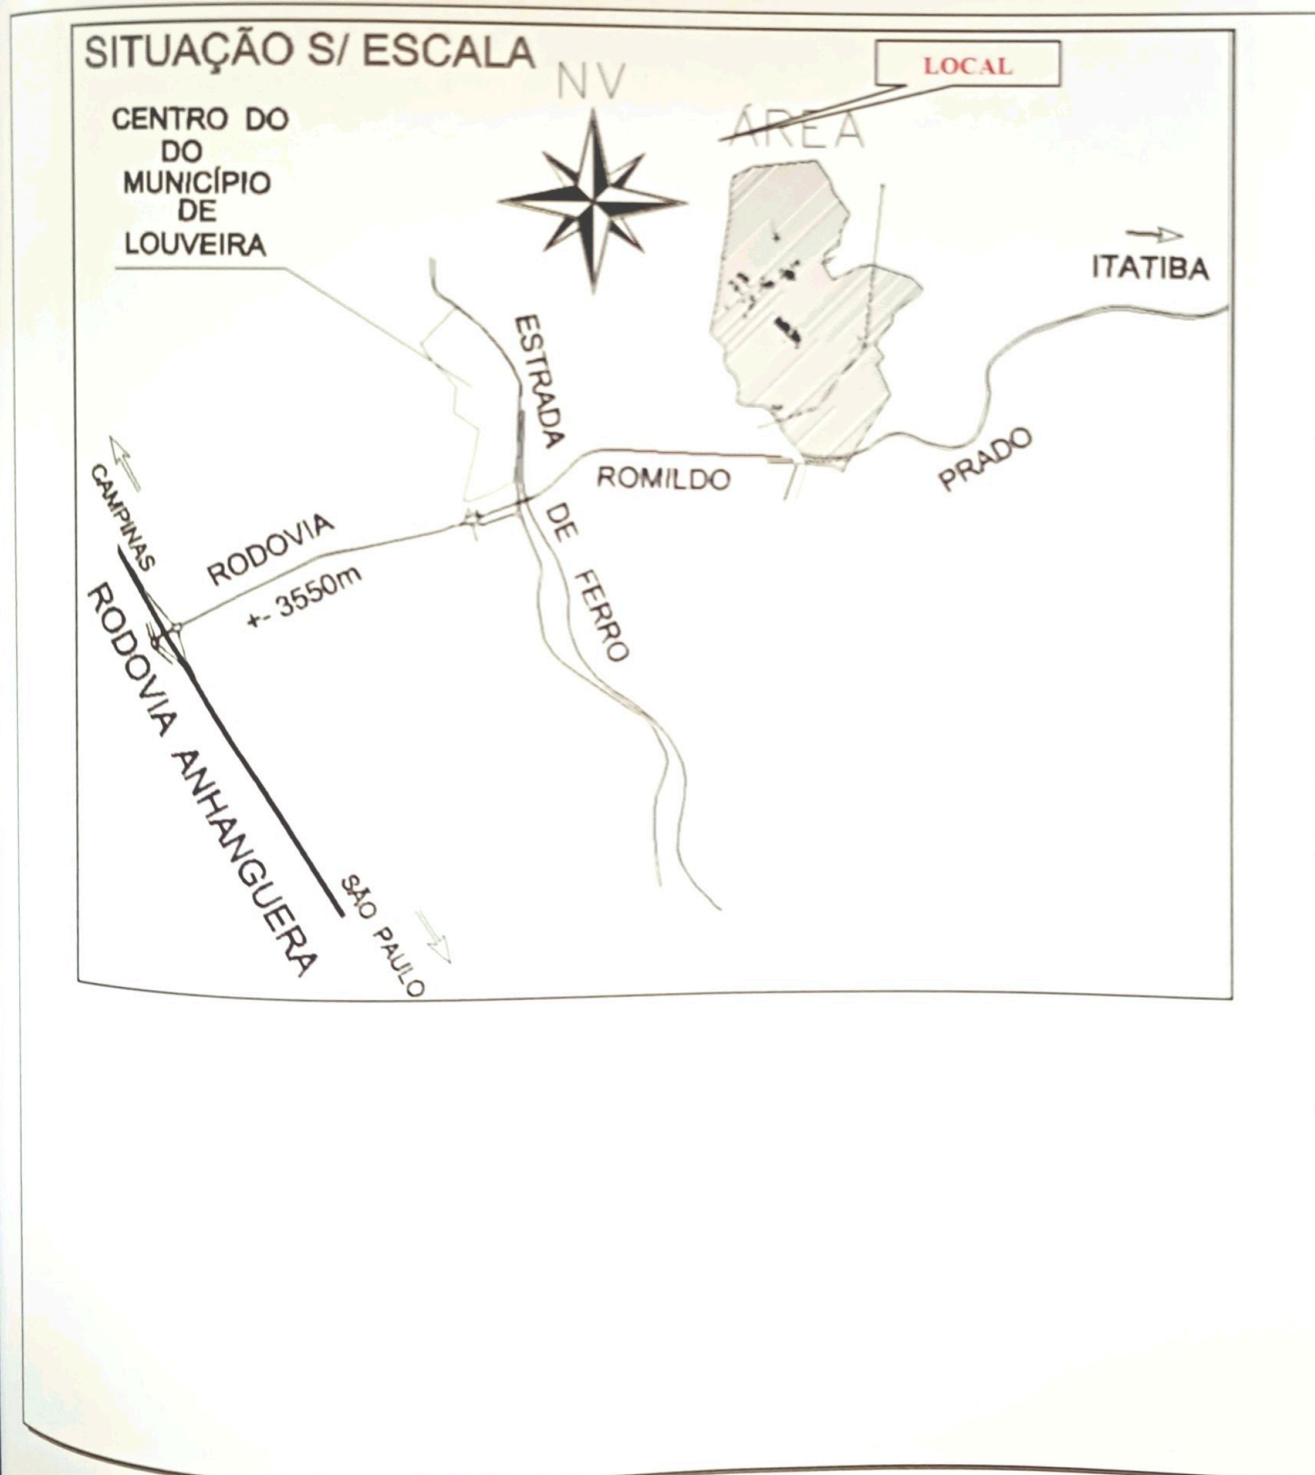 SITUAÇÃO S/ ESCALA
NV
LOCAL
ÁREA
CENTRO DO
DO
MUNICÍPIO
DE
LOUVEIRA
ITATIBA
ESTRADA
DE
FERRO
ROMILDO
PRADO
CAMPINAS
RODOVIA
+- 3550m
RODOVIA ANHANGUERA
SÃO PAULO